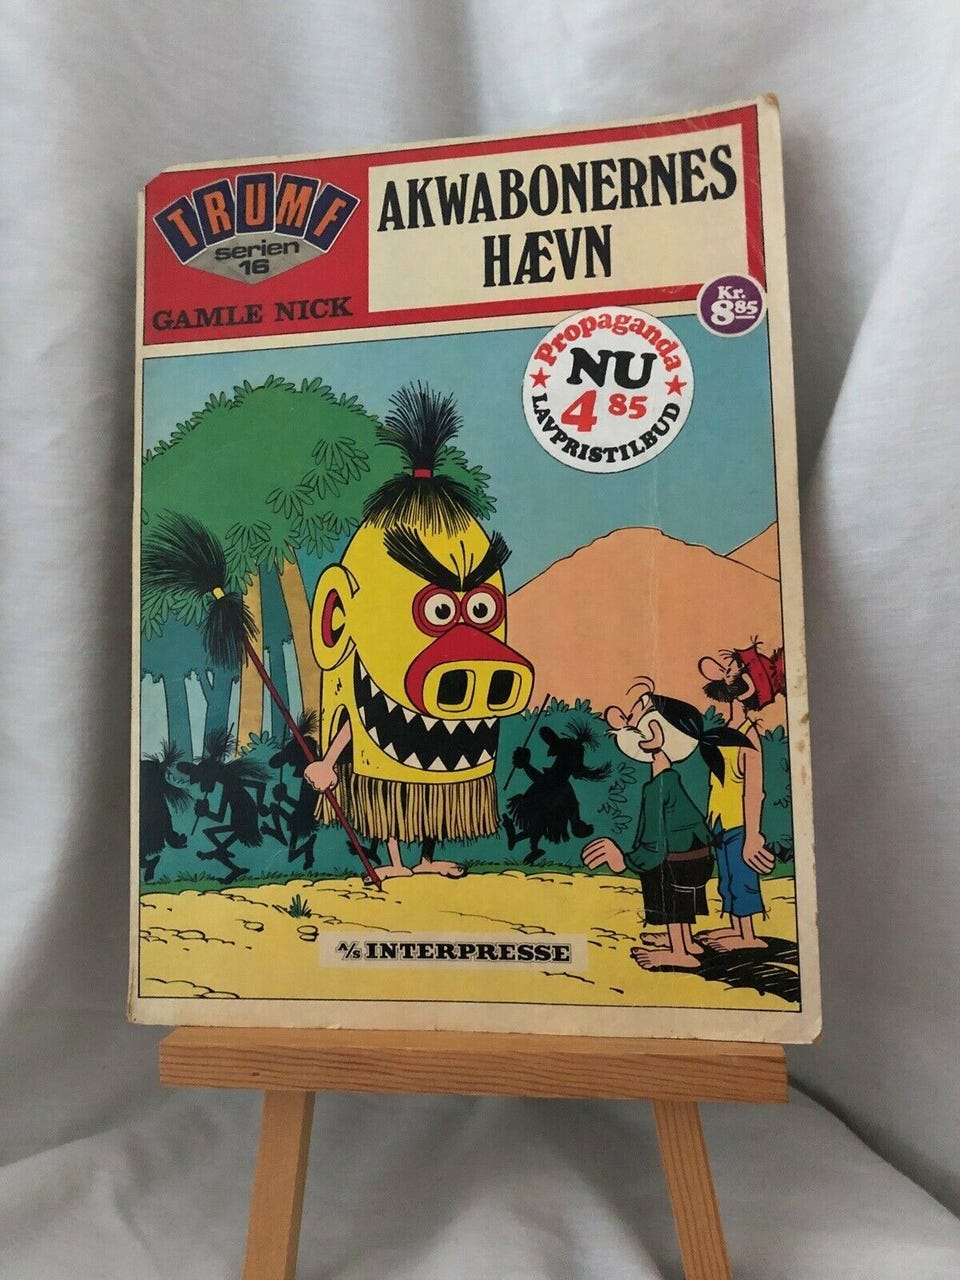 TRUMF
serien
16
GAMLE NICK
AKWABONERNES
HÆVN
Kr.
8 85
Propaganda
NU
4 85
LAVPRISTILBUD
A/S INTERPRESSE